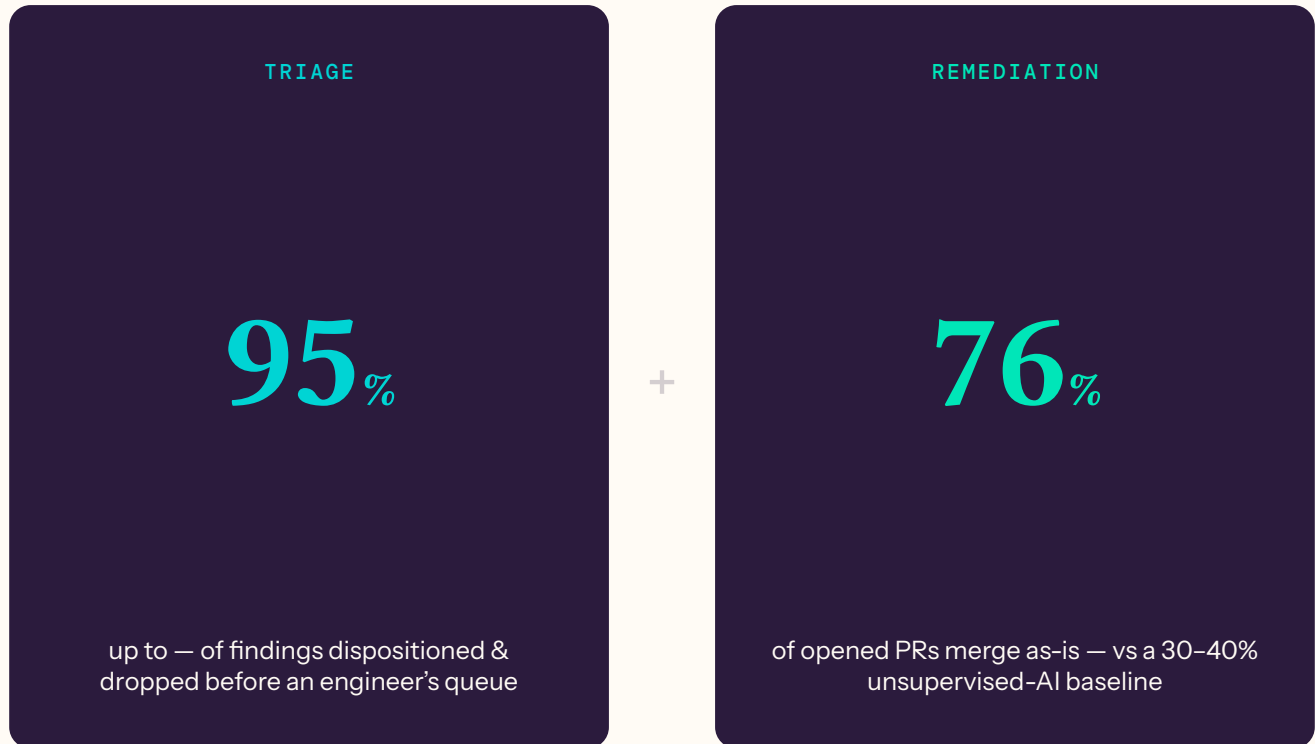 TRIAGE
95%
up to — of findings dispositioned &
dropped before an engineer’s queue
+
REMEDIATION
76%
of opened PRs merge as-is — vs a 30–40%
unsupervised-AI baseline